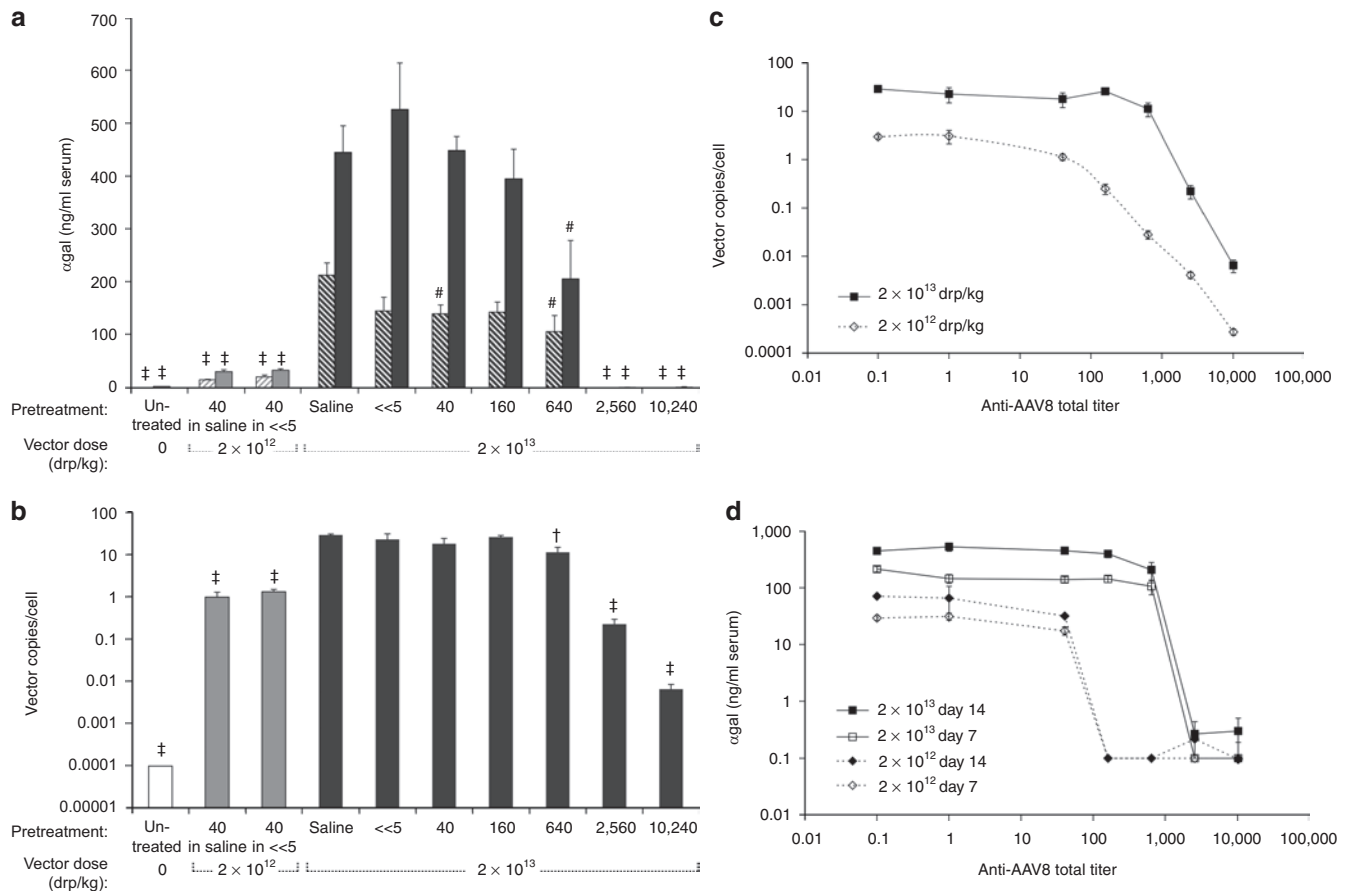 a
700
600
500
400
300
200
100
0
αgal (ng/ml serum)
‡ ‡
‡ ‡
‡ ‡
#
#
#
‡ ‡
‡ ‡
Pretreatment:
Un-
treated
40
in saline
40
in <<5
Saline
<<5
40
160
640
2,560
10,240
Vector dose
(drp/kg):
0
2 × 10¹²
2 × 10¹³
b
100
10
1
0.1
0.01
0.001
0.0001
0.00001
Vector copies/cell
‡
‡
‡
†
‡
‡
Pretreatment:
Un-
treated
40
in saline
40
in <<5
Saline
<<5
40
160
640
2,560
10,240
Vector dose
(drp/kg):
0
2 × 10¹²
2 × 10¹³
c
100
10
1
0.1
0.01
0.001
0.0001
Vector copies/cell
2 × 10¹³ drp/kg
2 × 10¹² drp/kg
0.01
0.1
1
10
100
1,000
10,000
100,000
Anti-AAV8 total titer
d
1,000
100
10
1
0.1
0.01
αgal (ng/ml serum)
2 × 10¹³ day 14
2 × 10¹³ day 7
2 × 10¹² day 14
2 × 10¹² day 7
0.01
0.1
1
10
100
1,000
10,000
100,000
Anti-AAV8 total titer